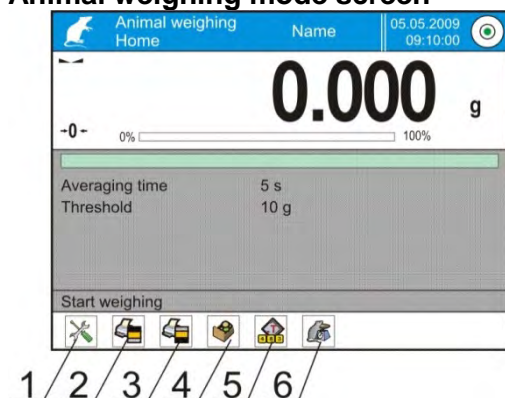 Animal weighing mode screen
Animal weighing
Home
Name
05.05.2009
09:10:00
0.000 g
→0←
0% 100%
Averaging time 5 s
Threshold 10 g
Start weighing
T
1 2 3 4 5 6